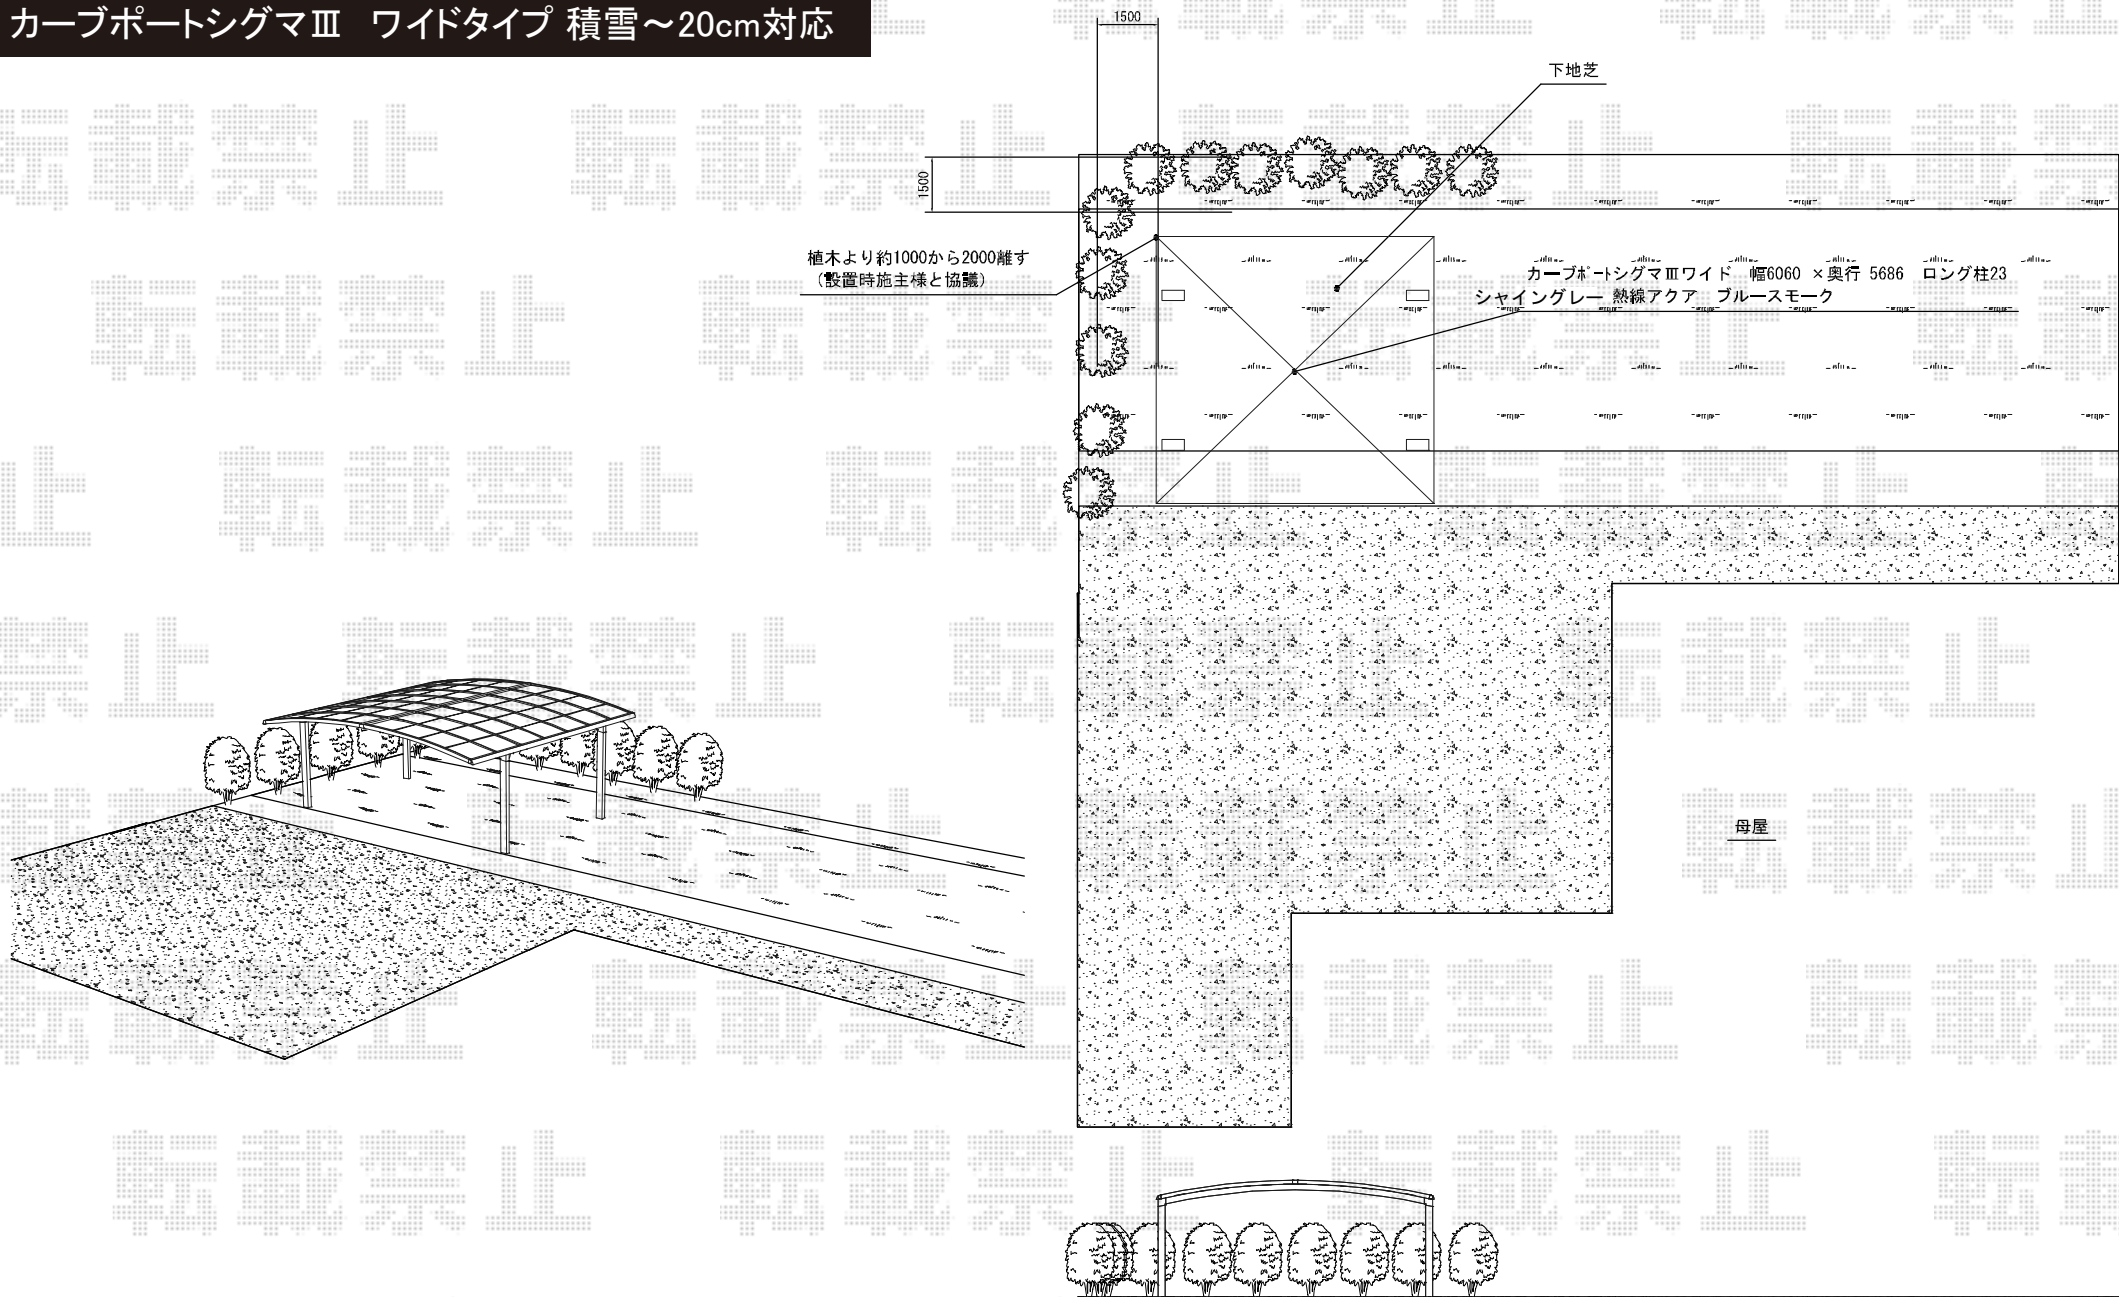 カーブポートシグマⅢ ワイドタイプ 積雪～20cm対応
1500
下地芝
1500
植木より約1000から2000離す
（設置時施主様と協議）
カーブポートシグマⅢワイド 幅6060 ×奥行 5686 ロング柱23
シャイングレー 熱線アクア ブルースモーク
母屋
転載禁止